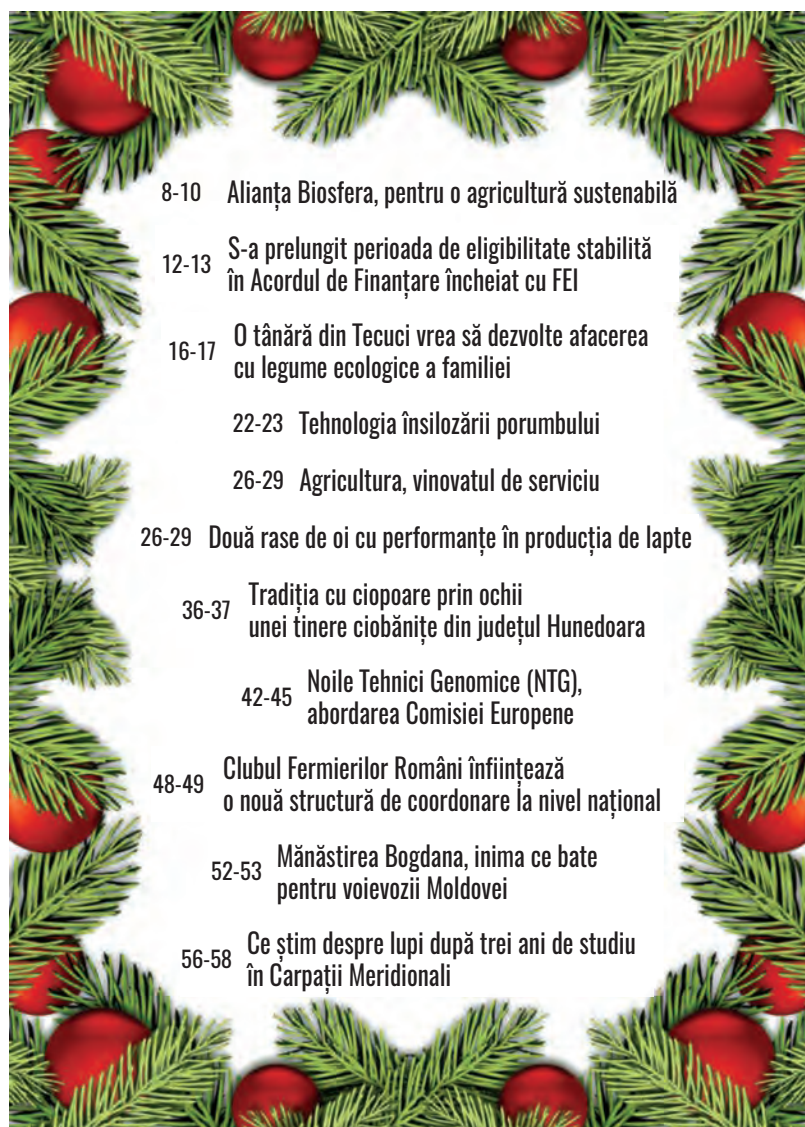 8-10 Alianța Biosfera, pentru o agricultură sustenabilă
12-13 S-a prelungit perioada de eligibilitate stabilită
în Acordul de Finanțare încheiat cu FEI
16-17 O tânără din Tecuci vrea să dezvolte afacerea
cu legume ecologice a familiei
22-23 Tehnologia însilozării porumbului
26-29 Agricultura, vinovatul de serviciu
26-29 Două rase de oi cu performanțe în producția de lapte
36-37 Tradiția cu ciopoare prin ochii
unei tinere ciobănițe din județul Hunedoara
42-45 Noile Tehnici Genomice (NTG),
abordarea Comisiei Europene
48-49 Clubul Fermierilor Români înființează
o nouă structură de coordonare la nivel național
52-53 Mănăstirea Bogdana, inima ce bate
pentru voievozii Moldovei
56-58 Ce știm despre lupi după trei ani de studiu
în Carpații Meridionali